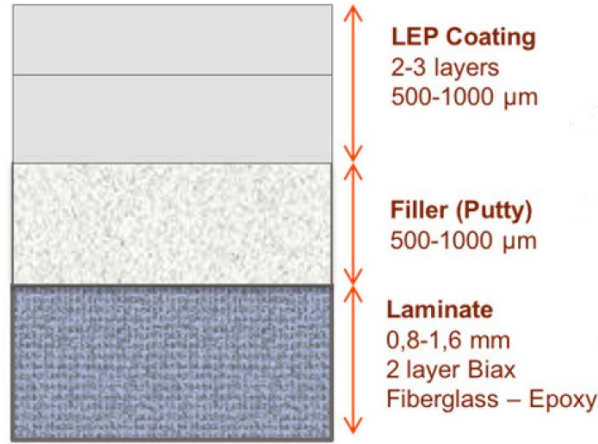 LEP Coating
2-3 layers
500-1000 µm
Filler (Putty)
500-1000 µm
Laminate
0,8-1,6 mm
2 layer Biax
Fiberglass – Epoxy